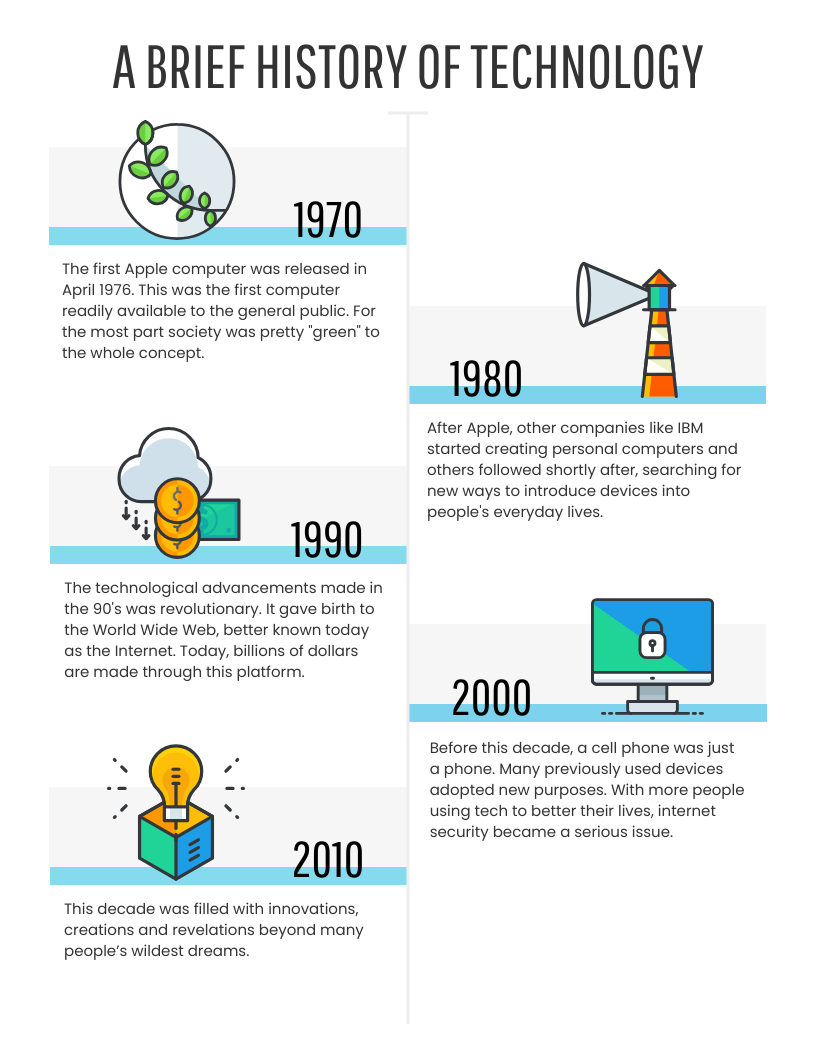 A BRIEF HISTORY OF TECHNOLOGY
1970
The first Apple computer was released in
April 1976. This was the first computer
readily available to the general public. For
the most part society was pretty "green" to
the whole concept.
1980
After Apple, other companies like IBM
started creating personal computers and
others followed shortly after, searching for
new ways to introduce devices into
people's everyday lives.
1990
The technological advancements made in
the 90's was revolutionary. It gave birth to
the World Wide Web, better known today
as the Internet. Today, billions of dollars
are made through this platform.
2000
Before this decade, a cell phone was just
a phone. Many previously used devices
adopted new purposes. With more people
using tech to better their lives, internet
security became a serious issue.
2010
This decade was filled with innovations,
creations and revelations beyond many
people’s wildest dreams.